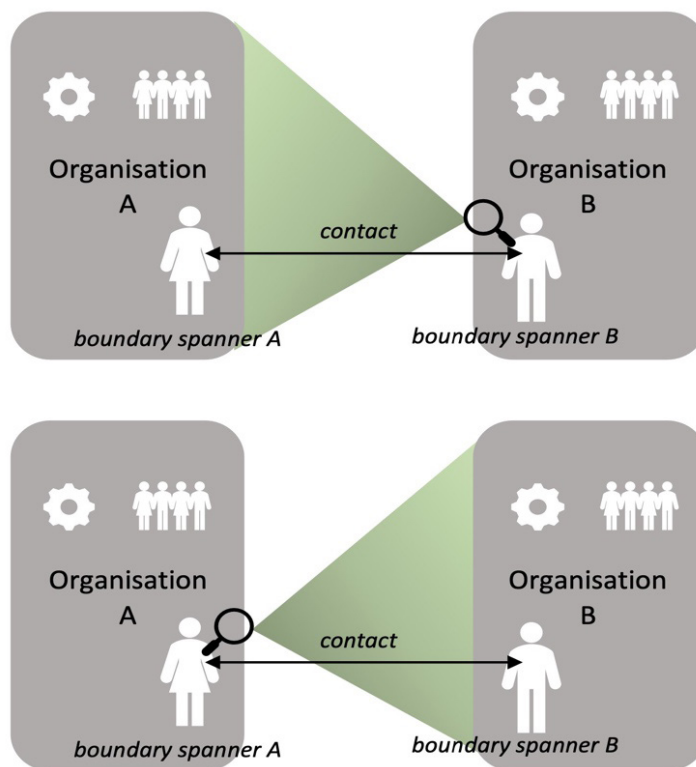 Organisation
A
Organisation
B
contact
boundary spanner A
boundary spanner B
Organisation
A
Organisation
B
contact
boundary spanner A
boundary spanner B